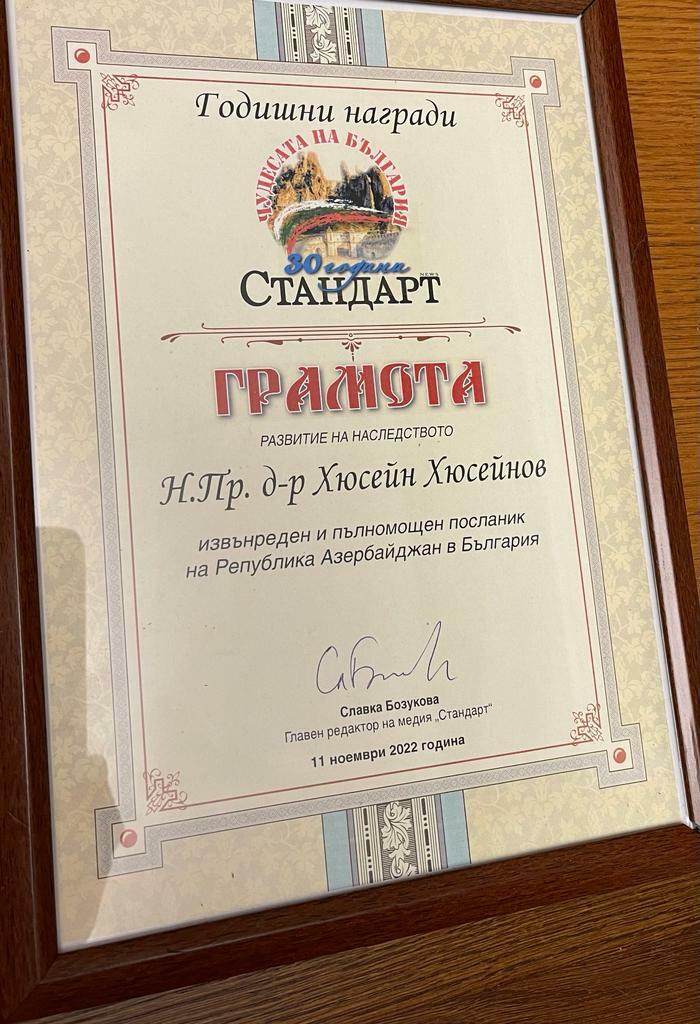 Годишни награди
ЧУДЕСАТА НА БЪЛГАРИЯ
30 години
NEWS
СТАНДАРТ
ГРАМОТА
РАЗВИТИЕ НА НАСЛЕДСТВОТО
Н.Пр. д-р Хюсейн Хюсейнов
извънреден и пълномощен посланик
на Република Азербайджан в България
Славка Бозукова
Главен редактор на медия „Стандарт“
11 ноември 2022 година